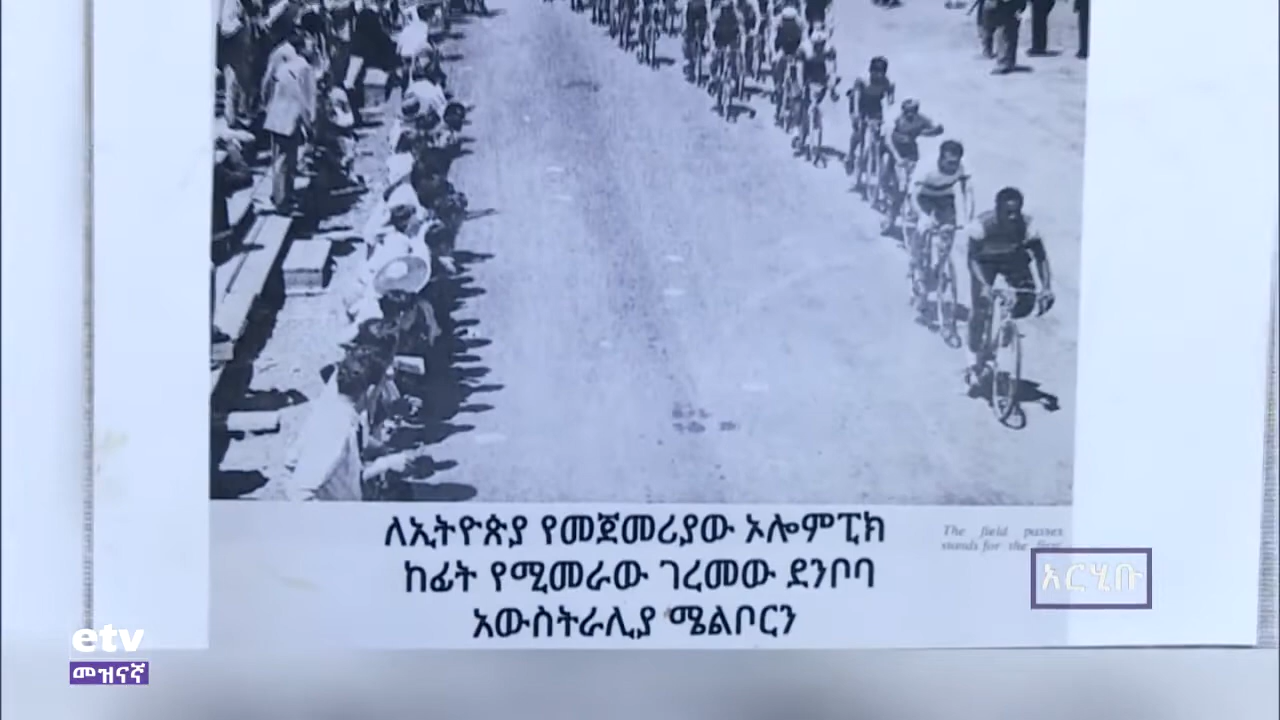 ለኢትዮጵያ የመጀመሪያው ኦሎምፒክ
ከፊት የሚመራው ገረመው ደንቦባ
አውስትራሊያ ሜልቦርን
The field passes
stands for the first
አርሂቡ
etv
መዝናኛ